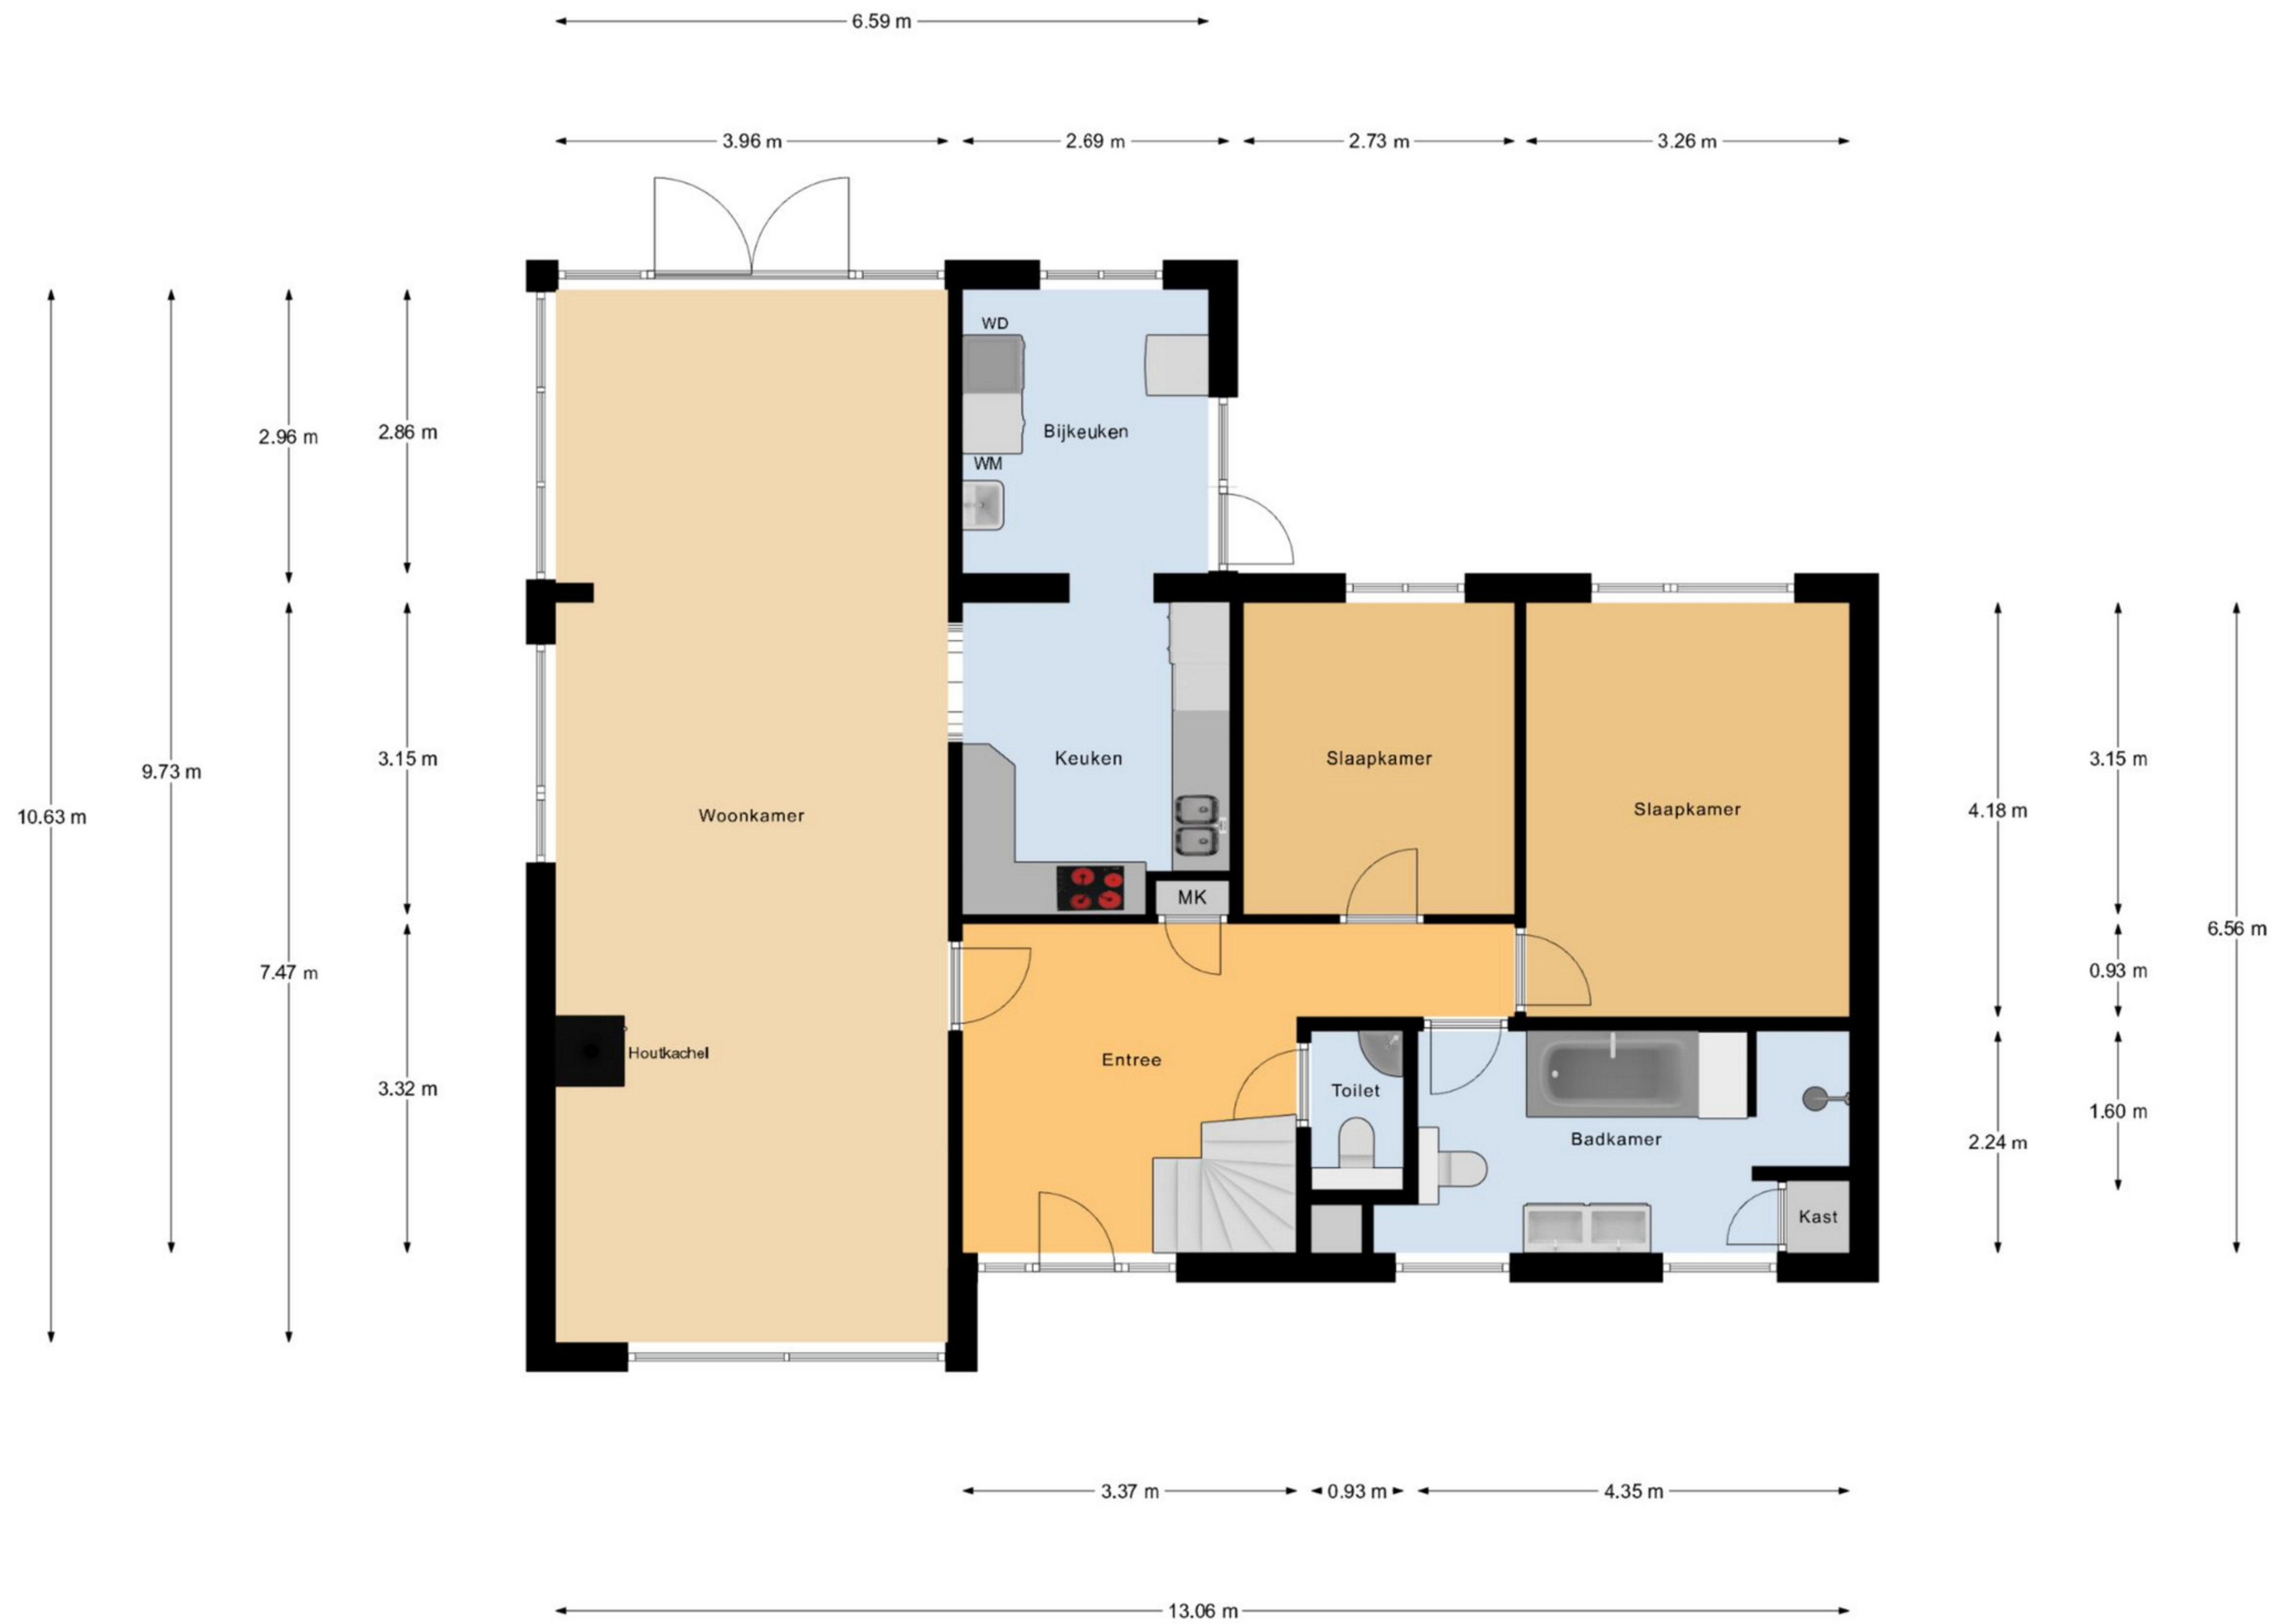 6.59 m
3.96 m
2.69 m
2.73 m
3.26 m
WD
Bijkeuken
2.96 m
2.86 m
WM
Keuken
Slaapkamer
3.15 m
3.15 m
9.73 m
Slaapkamer
4.18 m
10.63 m
Woonkamer
MK
6.56 m
7.47 m
0.93 m
Houtkachel
Entree
Toilet
3.32 m
1.60 m
Badkamer
2.24 m
Kast
3.37 m
0.93 m
4.35 m
13.06 m